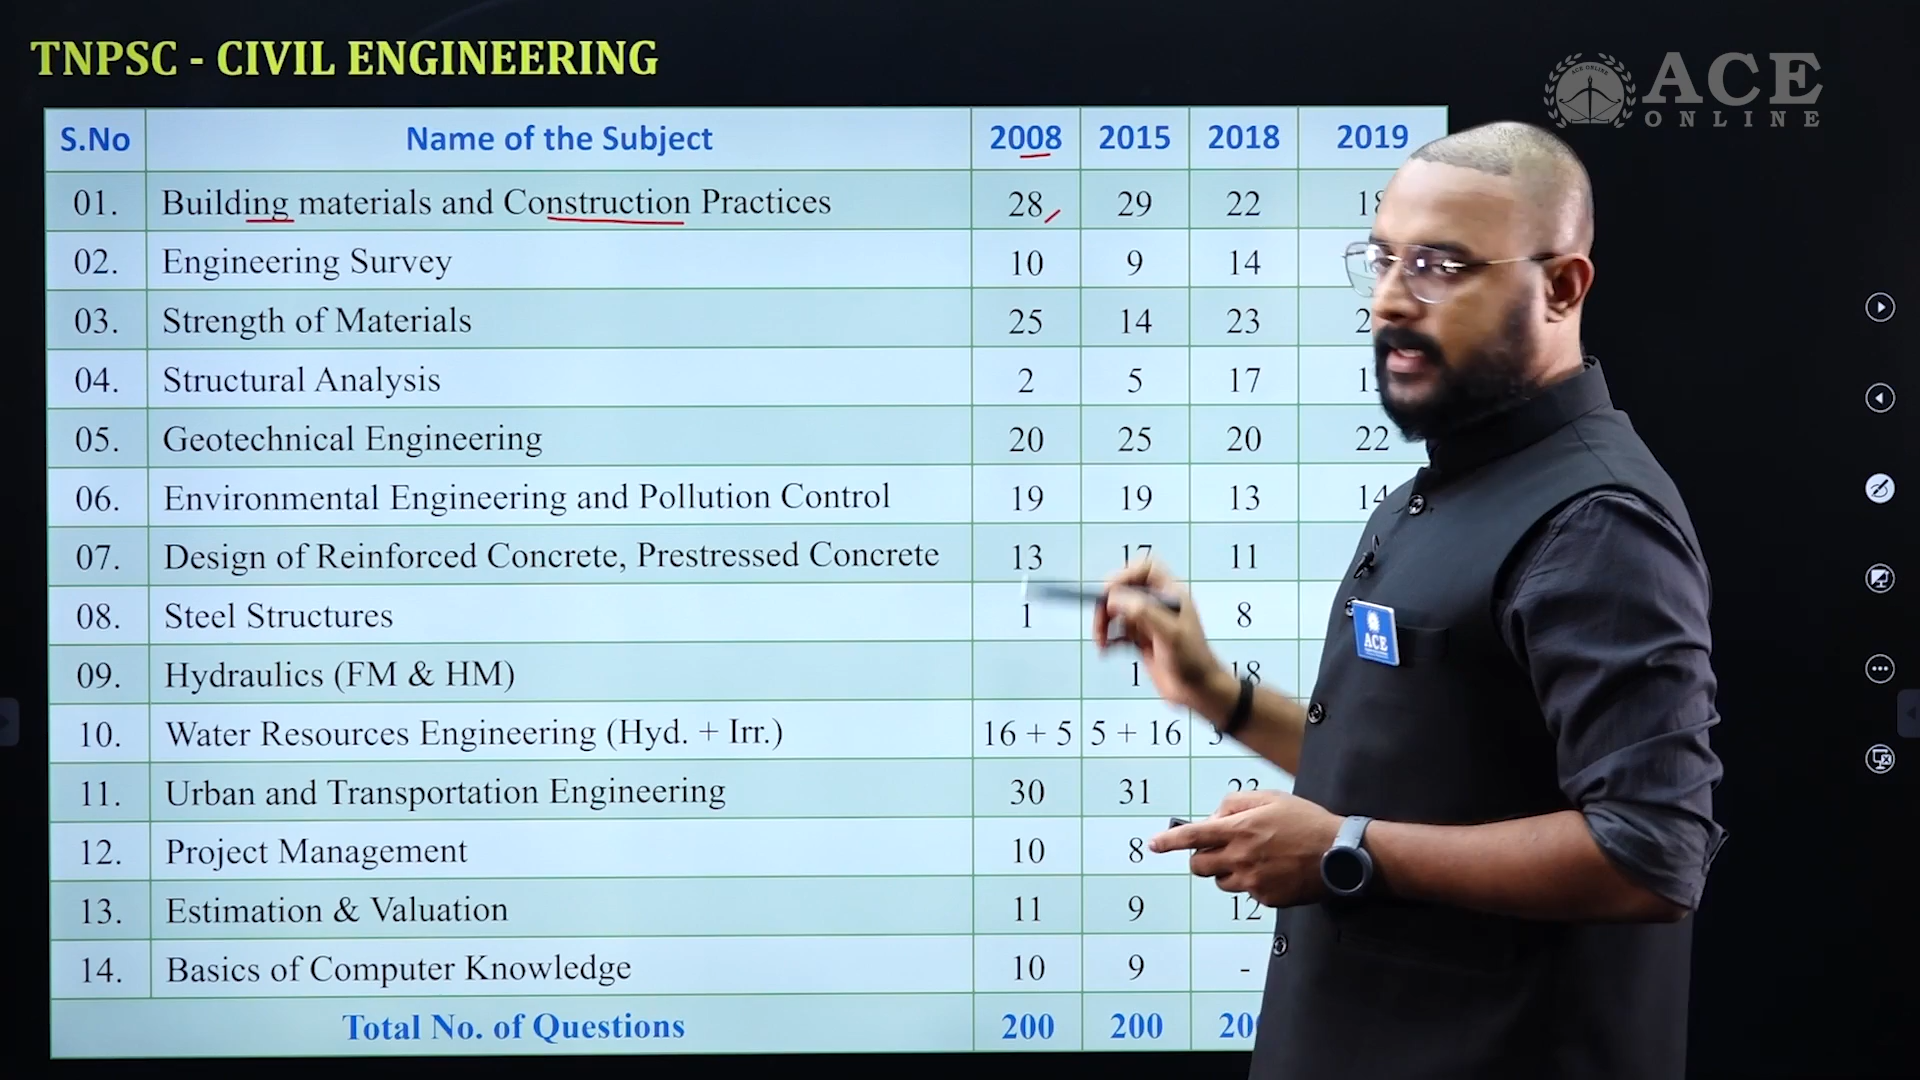 TNPSC - CIVIL ENGINEERING
ACE ONLINE
S.No Name of the Subject 2008 2015 2018 2019
01. Building materials and Construction Practices 28 29 22
02. Engineering Survey 10 9 14
03. Strength of Materials 25 14 23
04. Structural Analysis 2 5 17
05. Geotechnical Engineering 20 25 20 22
06. Environmental Engineering and Pollution Control 19 19 13 14
07. Design of Reinforced Concrete, Prestressed Concrete 13 17 11
08. Steel Structures 1 8
09. Hydraulics (FM & HM) 18
10. Water Resources Engineering (Hyd. + Irr.) 16 + 5 5 + 16
11. Urban and Transportation Engineering 30 31 23
12. Project Management 10 8
13. Estimation & Valuation 11 9 12
14. Basics of Computer Knowledge 10 9 -
Total No. of Questions 200 200
ACE